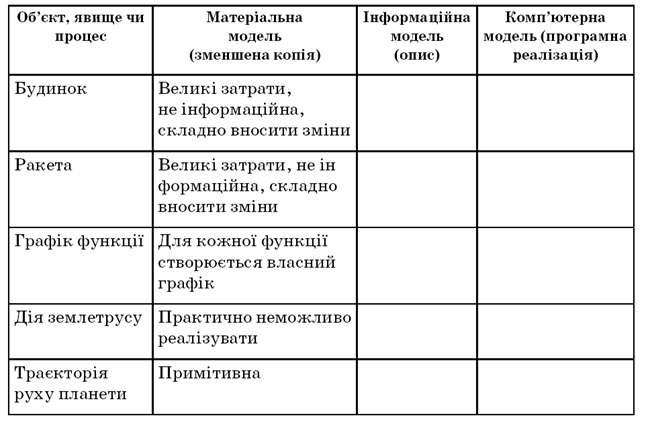 Об’єкт, явище чи
процес
Матеріальна
модель
(зменшена копія)
Інформаційна
модель
(опис)
Комп’ютерна
модель (програмна
реалізація)
Будинок
Великі затрати,
не інформаційна,
складно вносити зміни
Ракета
Великі затрати, не ін
формаційна, складно
вносити зміни
Графік функції
Для кожної функції
створюється власний
графік
Дія землетрусу
Практично неможливо
реалізувати
Траєкторія
руху планети
Примітивна